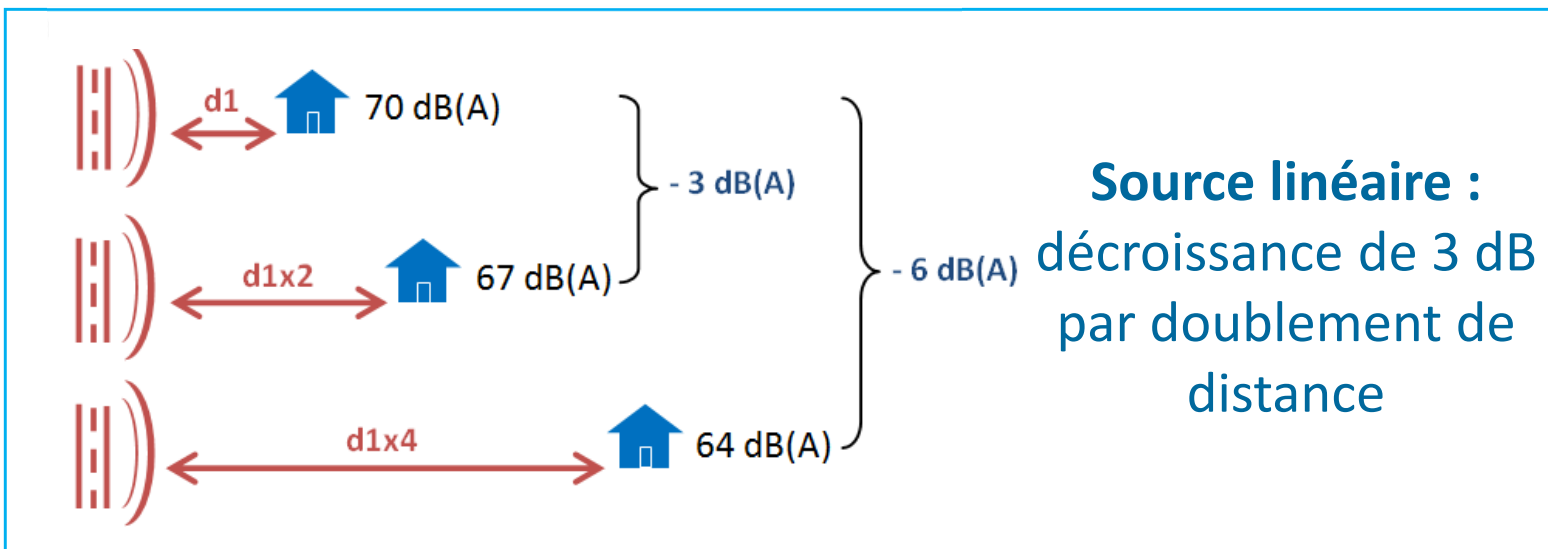 d1
70 dB(A)
- 3 dB(A)
d1x2
67 dB(A)
- 6 dB(A)
d1x4
64 dB(A)
Source linéaire :
décroissance de 3 dB
par doublement de
distance